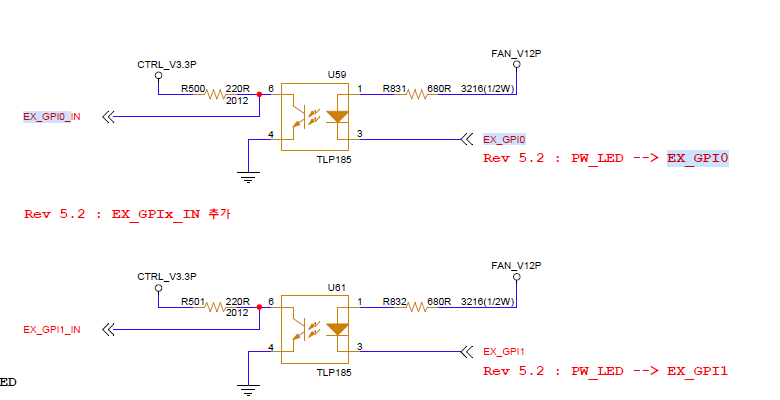 FAN_V12P
CTRL_V3.3P
U59
R500 220R 6 1 R831 680R 3216(1/2W)
2012
EX_GPI0_IN
4 3 EX_GPI0
TLP185
Rev 5.2 : PW_LED --> EX_GPI0
Rev 5.2 : EX_GPIx_IN 추가
FAN_V12P
CTRL_V3.3P
U61
R501 220R 6 1 R832 680R 3216(1/2W)
2012
EX_GPI1_IN
4 3 EX_GPI1
TLP185
Rev 5.2 : PW_LED --> EX_GPI1
ED